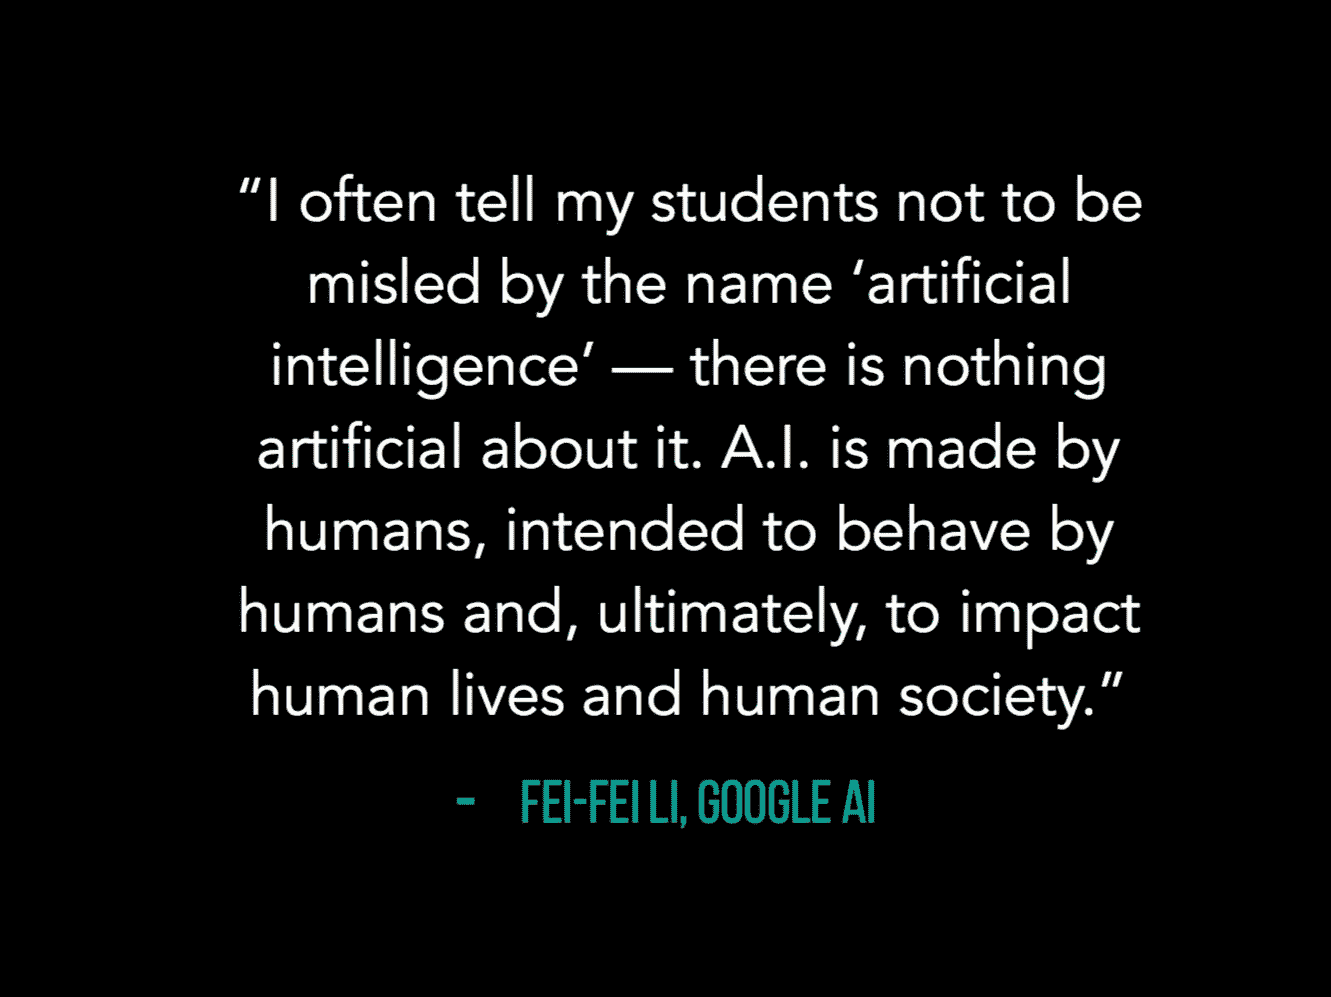 “I often tell my students not to be
misled by the name ‘artificial
intelligence’ — there is nothing
artificial about it. A.I. is made by
humans, intended to behave by
humans and, ultimately, to impact
human lives and human society.”
- FEI-FEI LI, GOOGLE AI